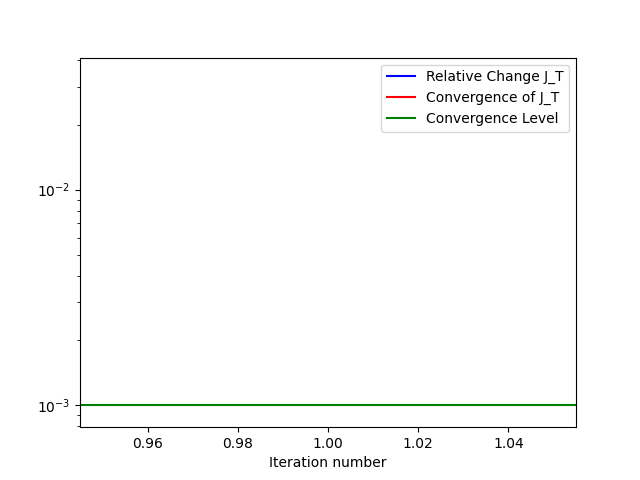 Relative Change J_T
Convergence of J_T
Convergence Level
10⁻²
10⁻³
0.96 0.98 1.00 1.02 1.04
Iteration number